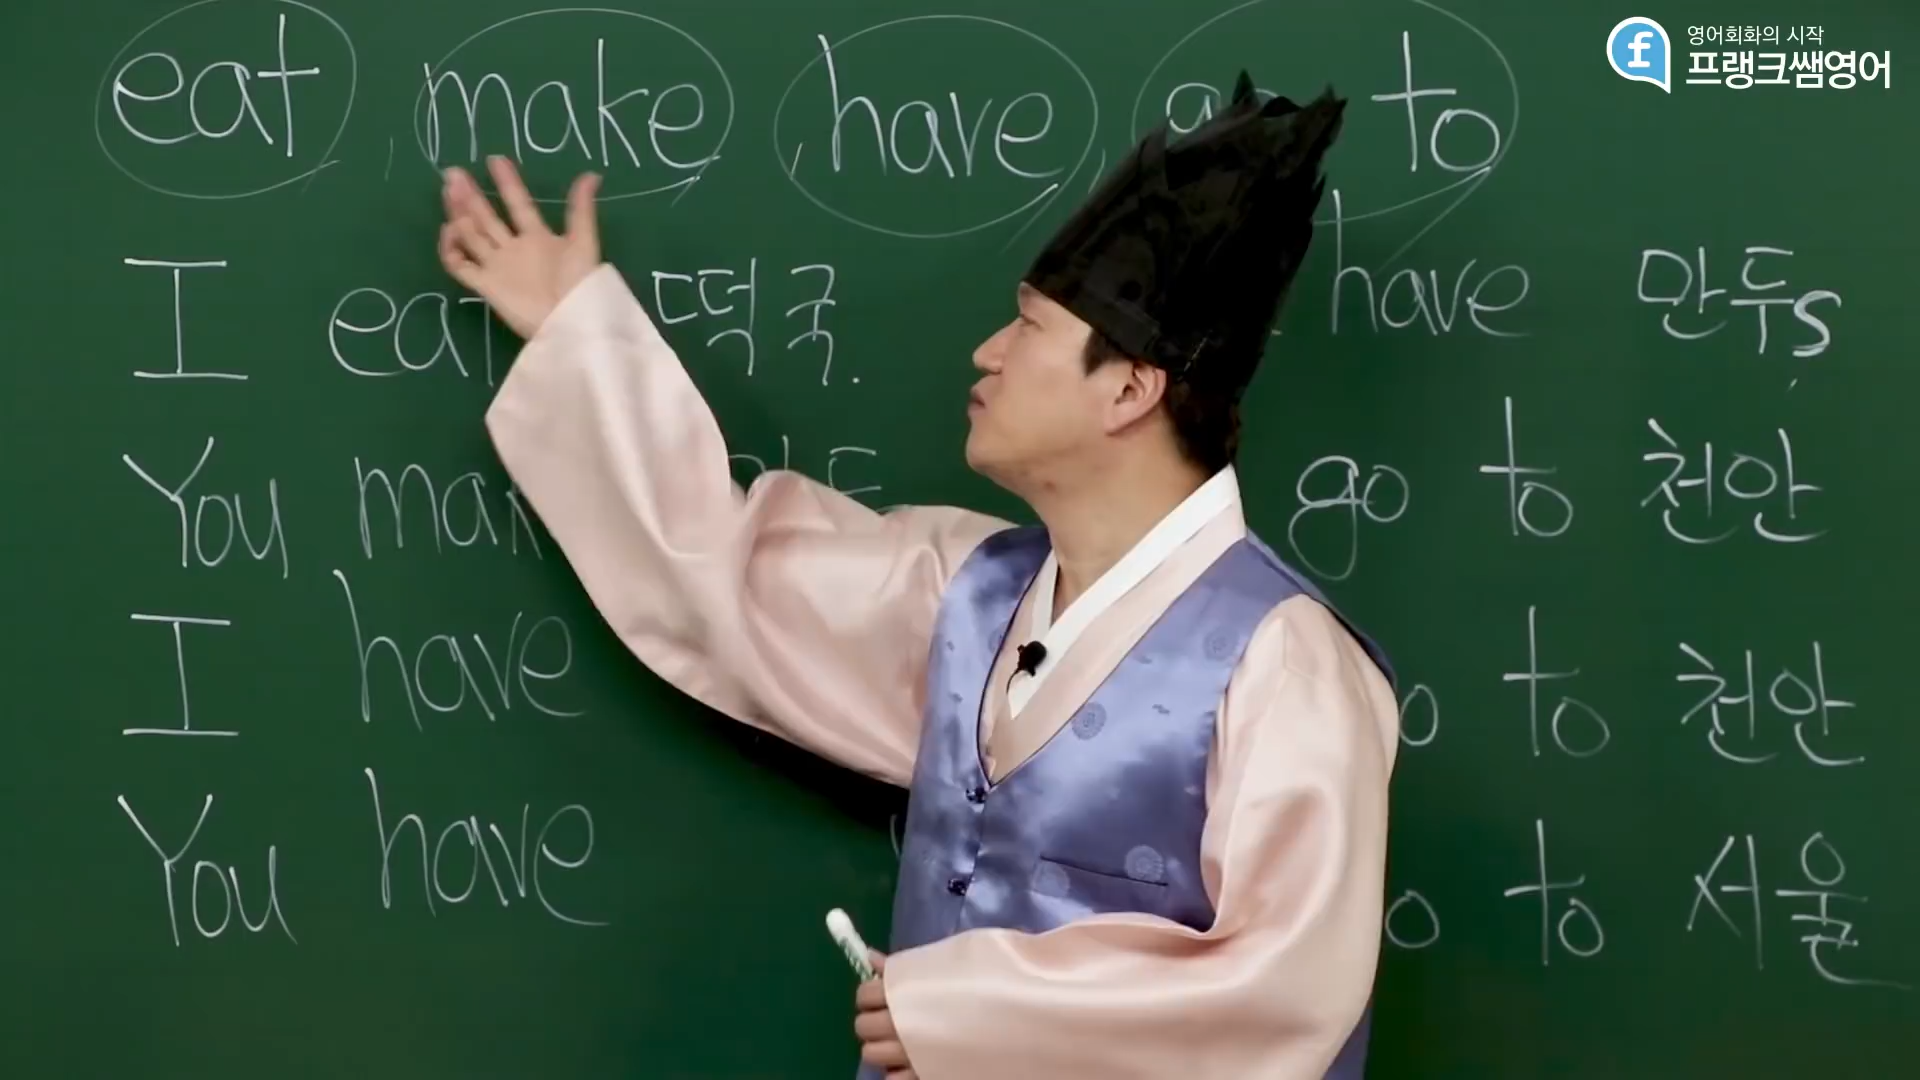 영어회화의 시작
프랭크쌤영어
eat, make, have, go to
I eat 떡국. have 만두s
You go to 천안
I have to 천안
You have to 서울